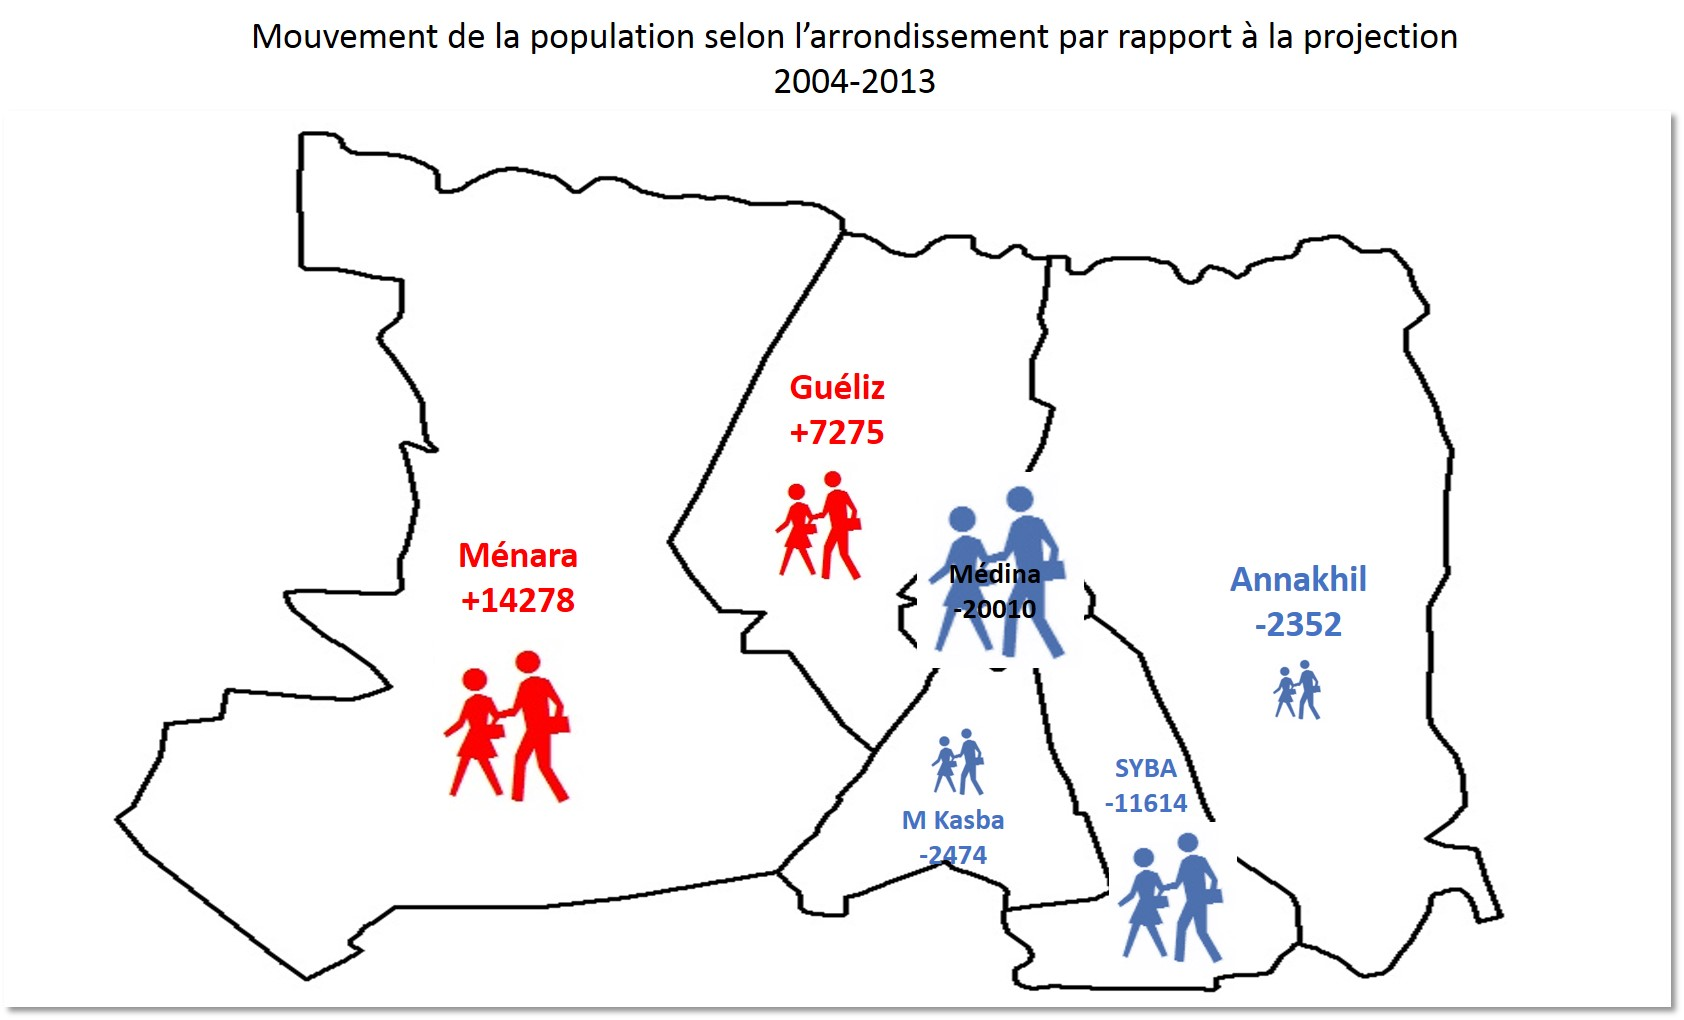 Mouvement de la population selon l’arrondissement par rapport à la projection
2004-2013
Guéliz
+7275
Ménara
+14278
Médina
-20010
Annakhil
-2352
SYBA
-11614
M Kasba
-2474